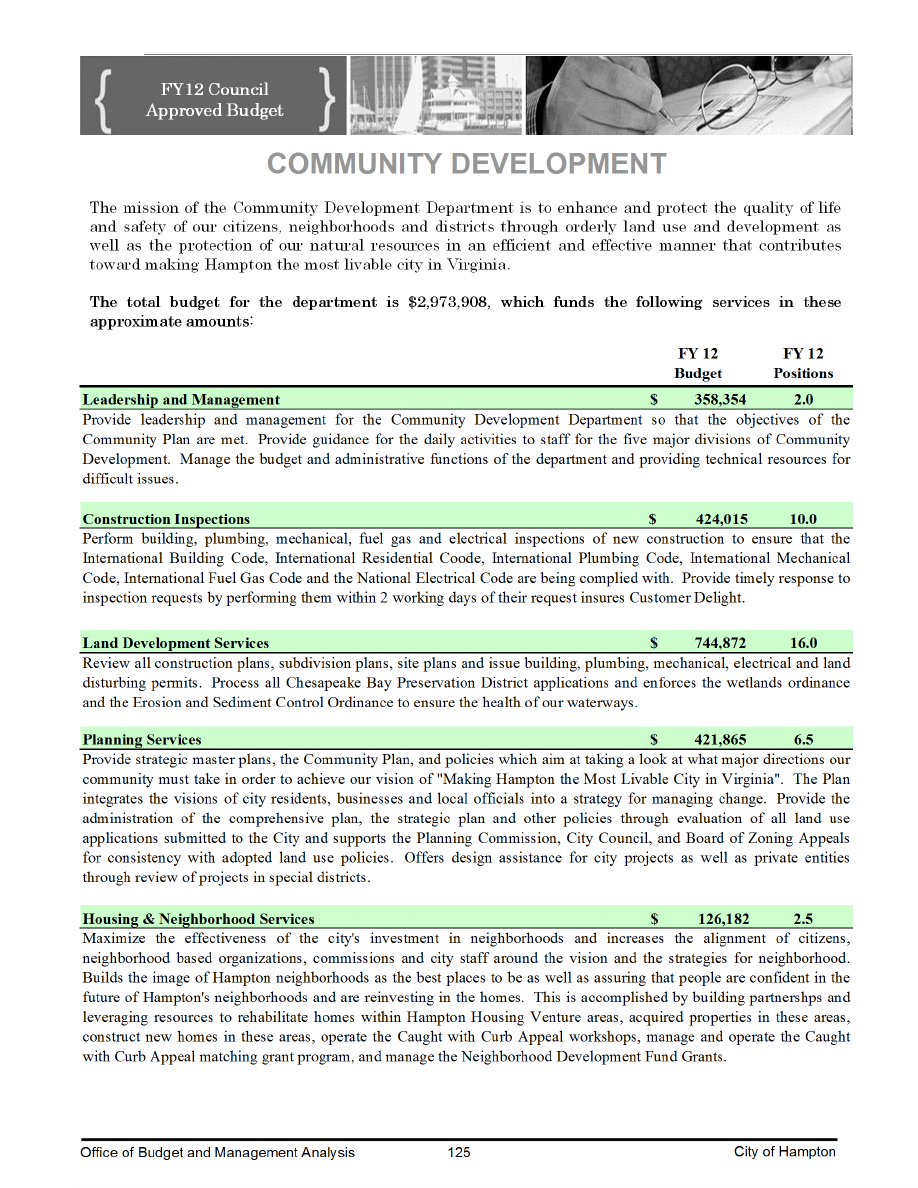 FY12 Council
Approved Budget
COMMUNITY DEVELOPMENT
The mission of the Community Development Department is to enhance and protect the quality of life
and safety of our citizens, neighborhoods and districts through orderly land use and development as
well as the protection of our natural resources in an efficient and effective manner that contributes
toward making Hampton the most livable city in Virginia.
The total budget for the department is $2,973,908, which funds the following services in these
approximate amounts:
FY 12 FY 12
Budget Positions
Leadership and Management $ 358,354 2.0
Provide leadership and management for the Community Development Department so that the objectives of the
Community Plan are met. Provide guidance for the daily activities to staff for the five major divisions of Community
Development. Manage the budget and administrative functions of the department and providing technical resources for
difficult issues.
Construction Inspections $ 424,015 10.0
Perform building, plumbing, mechanical, fuel gas and electrical inspections of new construction to ensure that the
International Building Code, International Residential Coode, International Plumbing Code, International Mechanical
Code, International Fuel Gas Code and the National Electrical Code are being complied with. Provide timely response to
inspection requests by performing them within 2 working days of their request insures Customer Delight.
Land Development Services $ 744,872 16.0
Review all construction plans, subdivision plans, site plans and issue building, plumbing, mechanical, electrical and land
disturbing permits. Process all Chesapeake Bay Preservation District applications and enforces the wetlands ordinance
and the Erosion and Sediment Control Ordinance to ensure the health of our waterways.
Planning Services $ 421,865 6.5
Provide strategic master plans, the Community Plan, and policies which aim at taking a look at what major directions our
community must take in order to achieve our vision of "Making Hampton the Most Livable City in Virginia". The Plan
integrates the visions of city residents, businesses and local officials into a strategy for managing change. Provide the
administration of the comprehensive plan, the strategic plan and other policies through evaluation of all land use
applications submitted to the City and supports the Planning Commission, City Council, and Board of Zoning Appeals
for consistency with adopted land use policies. Offers design assistance for city projects as well as private entities
through review of projects in special districts.
Housing & Neighborhood Services $ 126,182 2.5
Maximize the effectiveness of the city's investment in neighborhoods and increases the alignment of citizens,
neighborhood based organizations, commissions and city staff around the vision and the strategies for neighborhood.
Builds the image of Hampton neighborhoods as the best places to be as well as assuring that people are confident in the
future of Hampton's neighborhoods and are reinvesting in the homes. This is accomplished by building partnershps and
leveraging resources to rehabilitate homes within Hampton Housing Venture areas, acquired properties in these areas,
construct new homes in these areas, operate the Caught with Curb Appeal workshops, manage and operate the Caught
with Curb Appeal matching grant program, and manage the Neighborhood Development Fund Grants.
Office of Budget and Management Analysis 125 City of Hampton